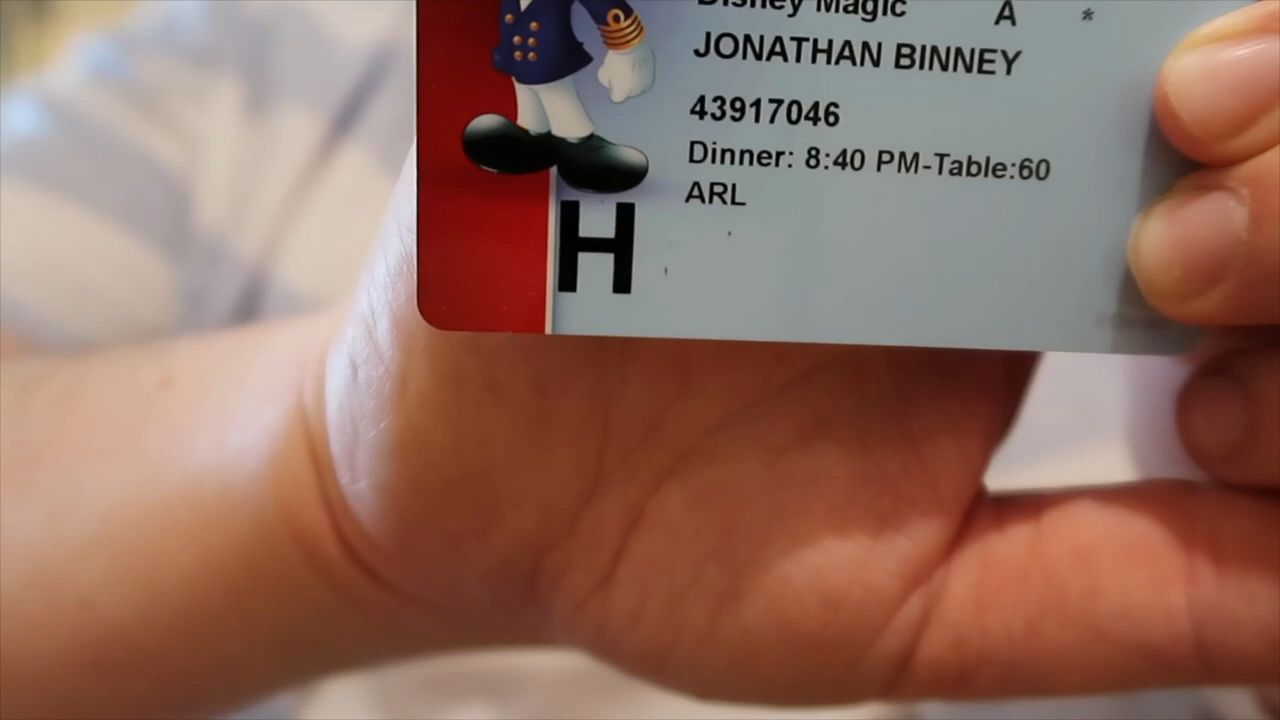 Disney Magic A *
JONATHAN BINNEY
43917046
Dinner: 8:40 PM-Table:60
ARL
H